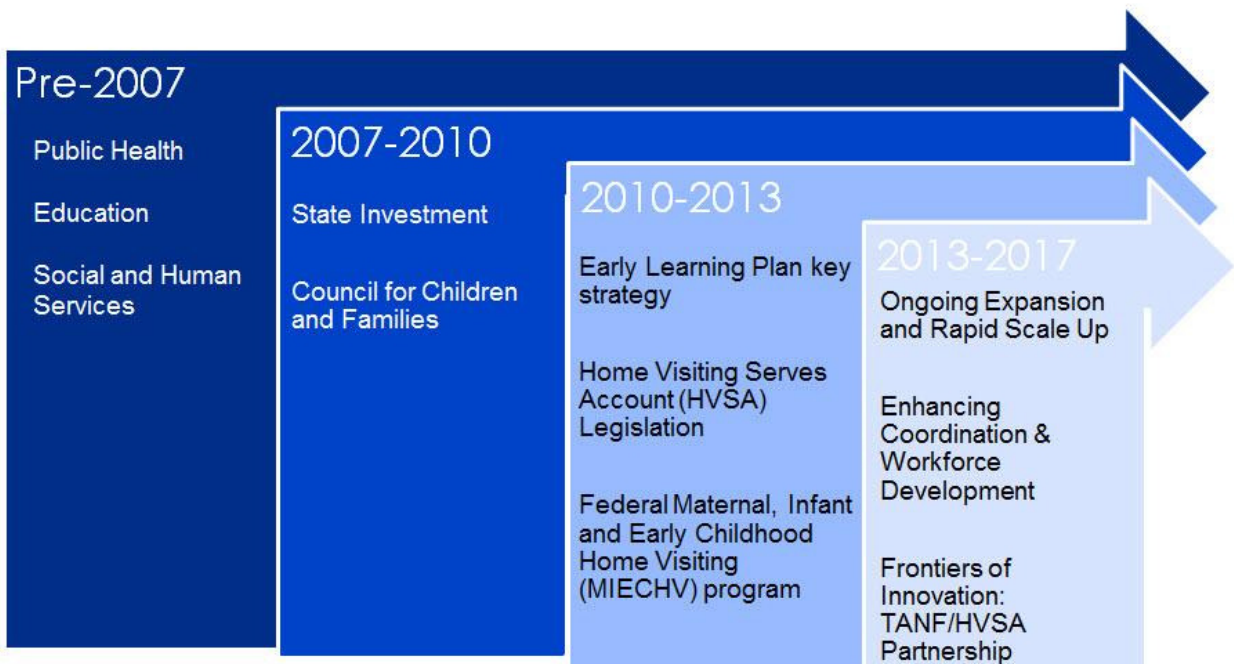 Pre-2007
Public Health
Education
Social and Human
Services
2007-2010
State Investment
Council for Children
and Families
2010-2013
Early Learning Plan key
strategy
Home Visiting Serves
Account (HVSA)
Legislation
Federal Maternal, Infant
and Early Childhood
Home Visiting
(MIECHV) program
2013-2017
Ongoing Expansion
and Rapid Scale Up
Enhancing
Coordination &
Workforce
Development
Frontiers of
Innovation:
TANF/HVSA
Partnership